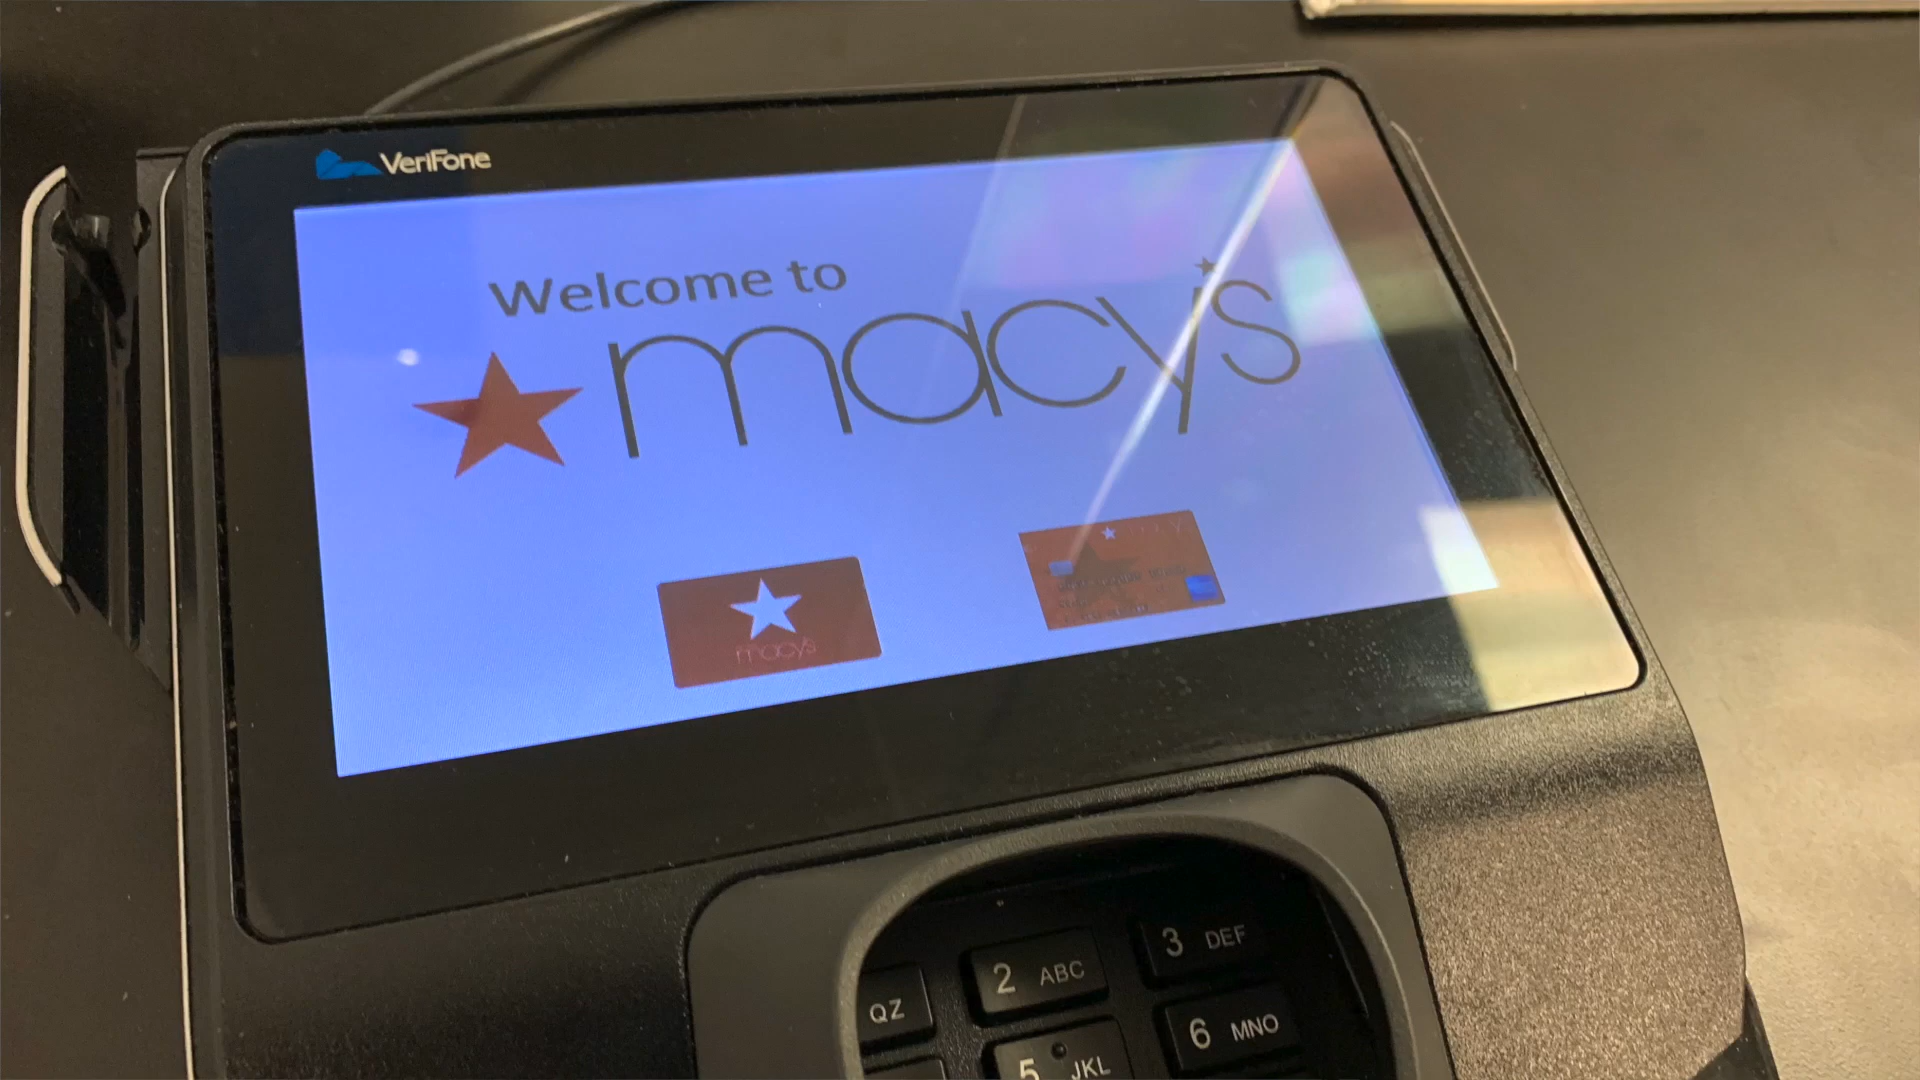 VeriFone
Welcome to
macy's
macy's
QZ
2 ABC
3 DEF
5 JKL
6 MNO